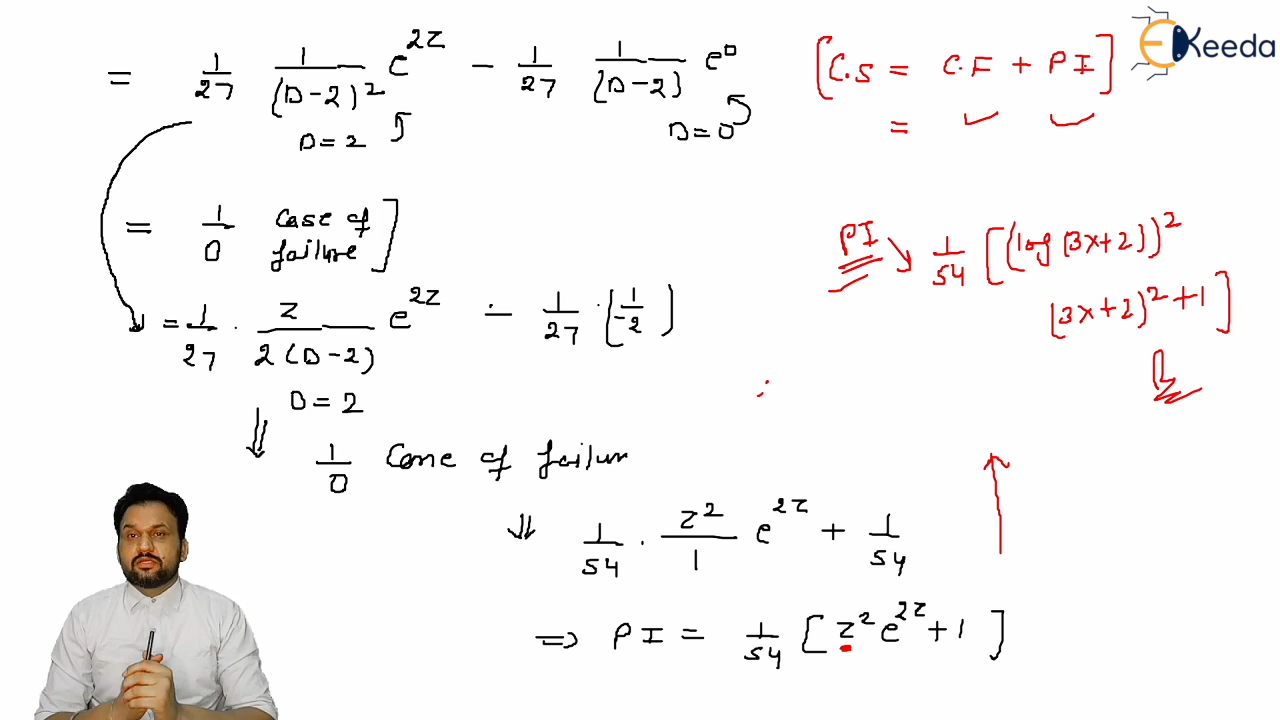 = 1/27 1/(D-2)² e^2z - 1/27 1/(D-2) e^0
D=2 D=0
= 1/0 Case of
failure]
= 1/27 · z/2(D-2) e^2z - 1/27 · (1/-2)
D=2
1/0 Case of failur
⇓ 1/54 · z²/1 e^2z + 1/54
⇒ PI = 1/54 [z² e^2z + 1]
EKeeda
[C.S = C.F + PI]
= ✓ ✓
PI ↘ 1/54 [(log(3x+2))²
(3x+2)² + 1]